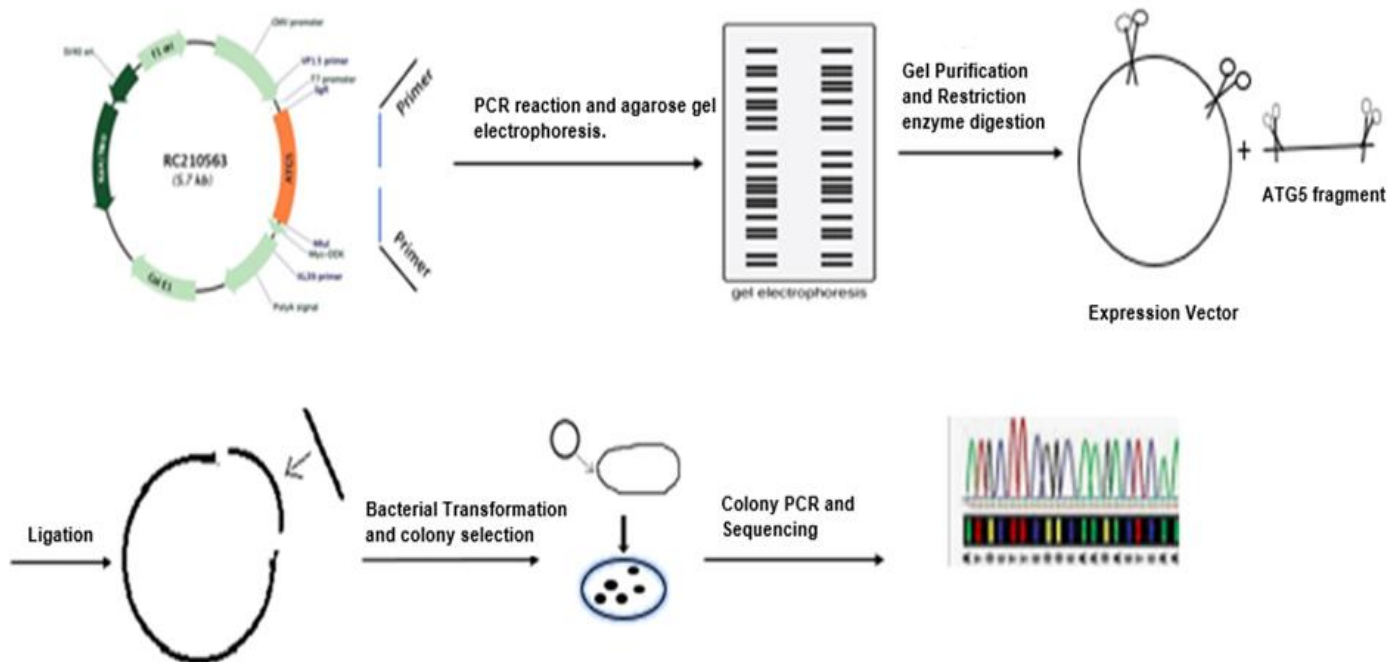 CMV promoter
SV40 ori
F1 ori
VP1.5 primer
T7 promoter
SgfI
RC210563
(5.7 kb)
ATG5
MluI
Myc-DDK
XL39 primer
PolyA signal
Col E1
Primer
Primer
PCR reaction and agarose gel
electrophoresis.
gel electrophoresis
Gel Purification
and Restriction
enzyme digestion
+
ATG5 fragment
Expression Vector
Ligation
Bacterial Transformation
and colony selection
Colony PCR and
Sequencing